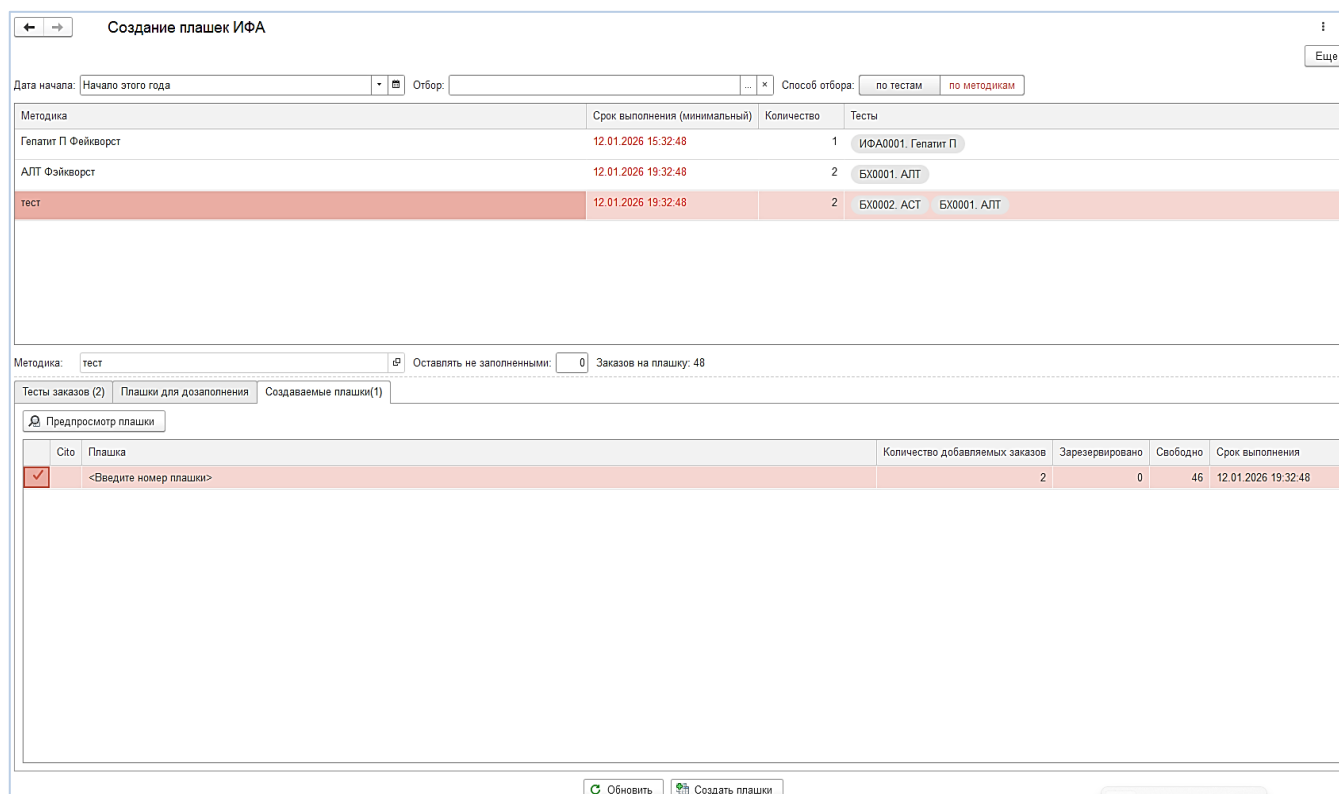 Создание плашек ИФА
Еще
Дата начала: Начало этого года Отбор: ... × Способ отбора: по тестам по методикам
Методика Срок выполнения (минимальный) Количество Тесты
Гепатит П Фейкворст 12.01.2026 15:32:48 1 ИФА0001. Гепатит П
АЛТ Фэйкворст 12.01.2026 19:32:48 2 БХ0001. АЛТ
тест 12.01.2026 19:32:48 2 БХ0002. АСТ БХ0001. АЛТ
Методика: тест Оставлять не заполненными: 0 Заказов на плашку: 48
Тесты заказов (2) Плашки для дозаполнения Создаваемые плашки(1)
Предпросмотр плашки
Cito Плашка Количество добавляемых заказов Зарезервировано Свободно Срок выполнения
<Введите номер плашки> 2 0 46 12.01.2026 19:32:48
Обновить Создать плашки